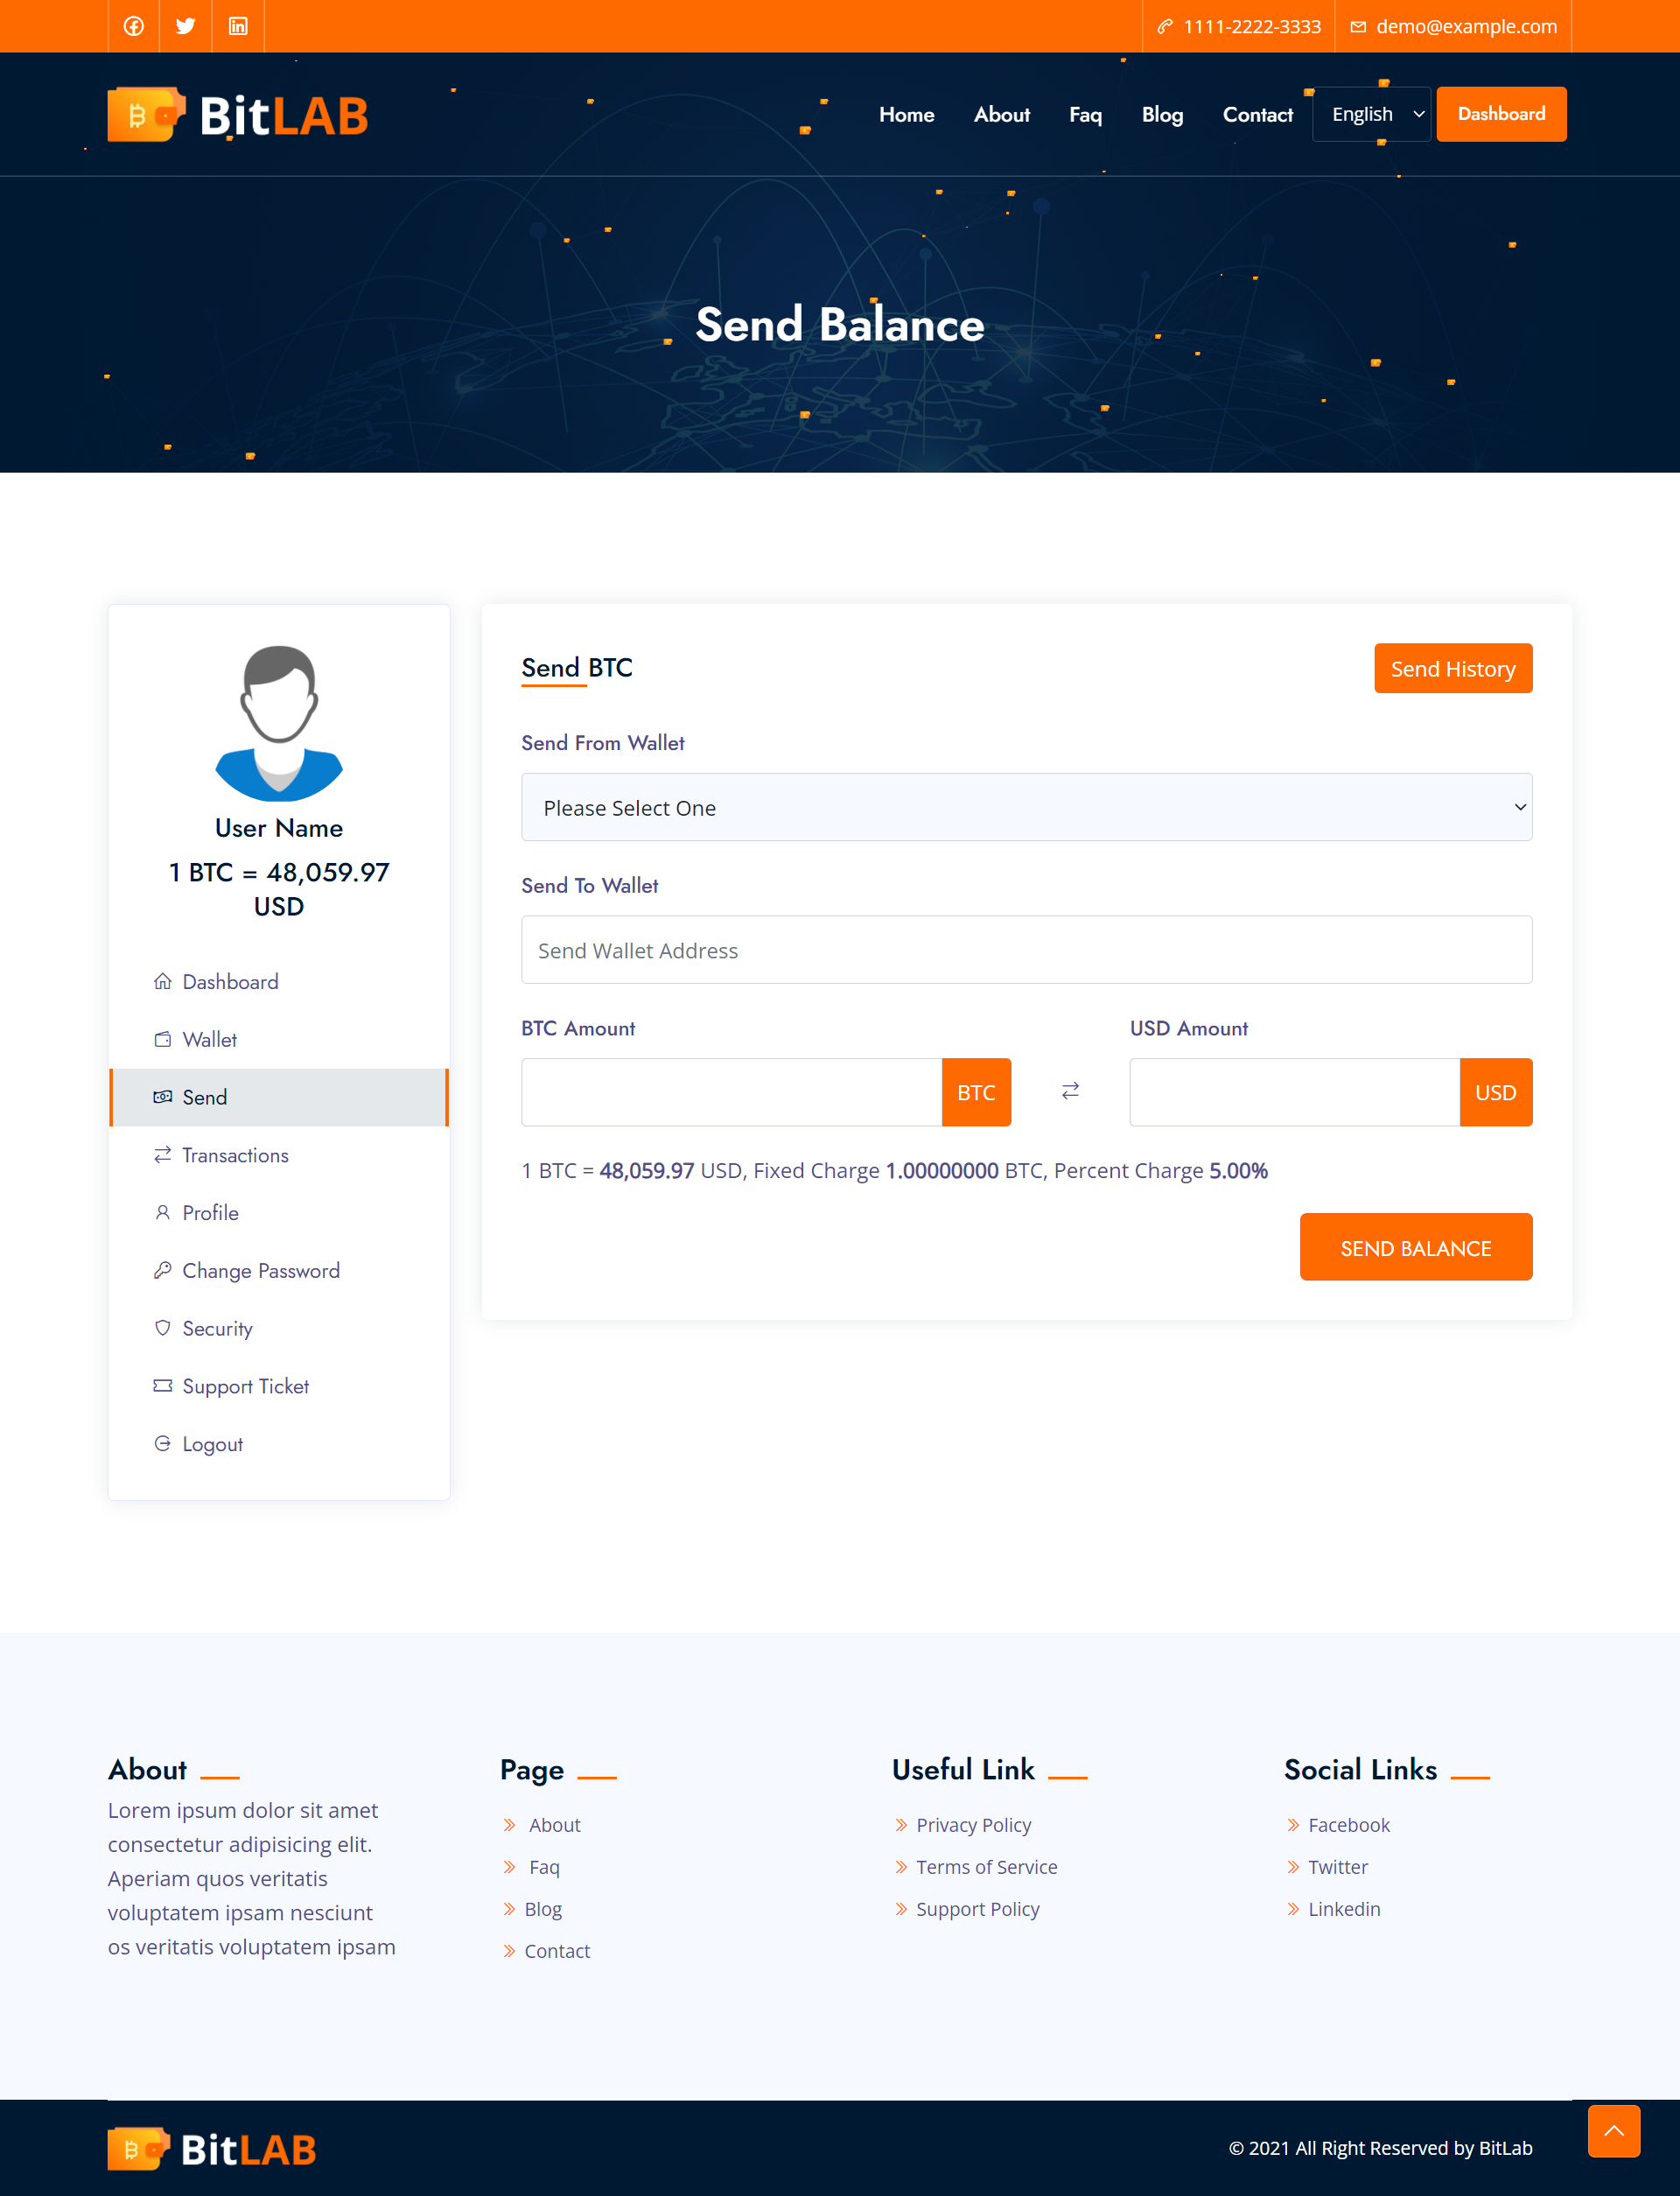 1111-2222-3333
demo@example.com
BitLAB
Home
About
Faq
Blog
Contact
English
Dashboard
Send Balance
User Name
1 BTC = 48,059.97
USD
Dashboard
Wallet
Send
Transactions
Profile
Change Password
Security
Support Ticket
Logout
Send BTC
Send History
Send From Wallet
Please Select One
Send To Wallet
Send Wallet Address
BTC Amount
BTC
USD Amount
USD
1 BTC = 48,059.97 USD, Fixed Charge 1.00000000 BTC, Percent Charge 5.00%
SEND BALANCE
About
Lorem ipsum dolor sit amet
consectetur adipisicing elit.
Aperiam quos veritatis
voluptatem ipsam nesciunt
os veritatis voluptatem ipsam
Page
About
Faq
Blog
Contact
Useful Link
Privacy Policy
Terms of Service
Support Policy
Social Links
Facebook
Twitter
Linkedin
BitLAB
© 2021 All Right Reserved by BitLab